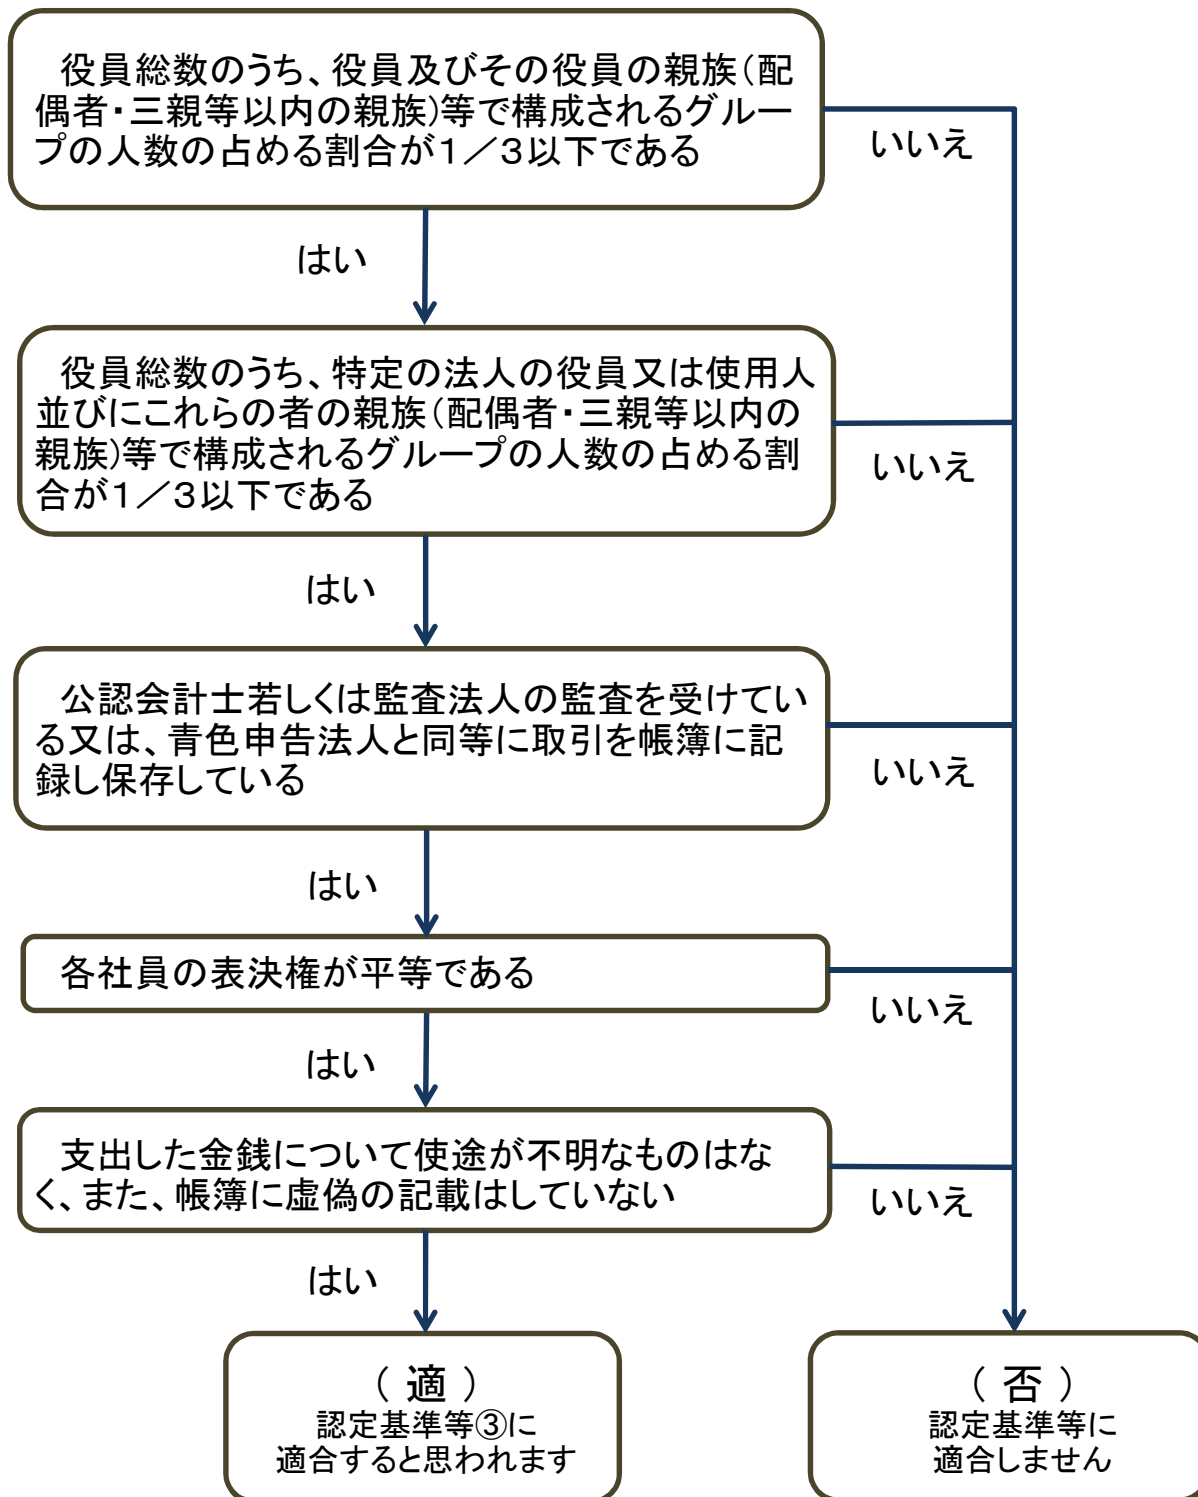 役員総数のうち、役員及びその役員の親族(配
偶者・三親等以内の親族)等で構成されるグルー
プの人数の占める割合が1/3以下である
いいえ
はい
役員総数のうち、特定の法人の役員又は使用人
並びにこれらの者の親族(配偶者・三親等以内の
親族)等で構成されるグループの人数の占める割
合が1/3以下である
いいえ
はい
公認会計士若しくは監査法人の監査を受けてい
る又は、青色申告法人と同等に取引を帳簿に記
録し保存している
いいえ
はい
各社員の表決権が平等である
いいえ
はい
支出した金銭について使途が不明なものはな
く、また、帳簿に虚偽の記載はしていない
いいえ
はい
(適)
認定基準等③に
適合すると思われます
(否)
認定基準等に
適合しません